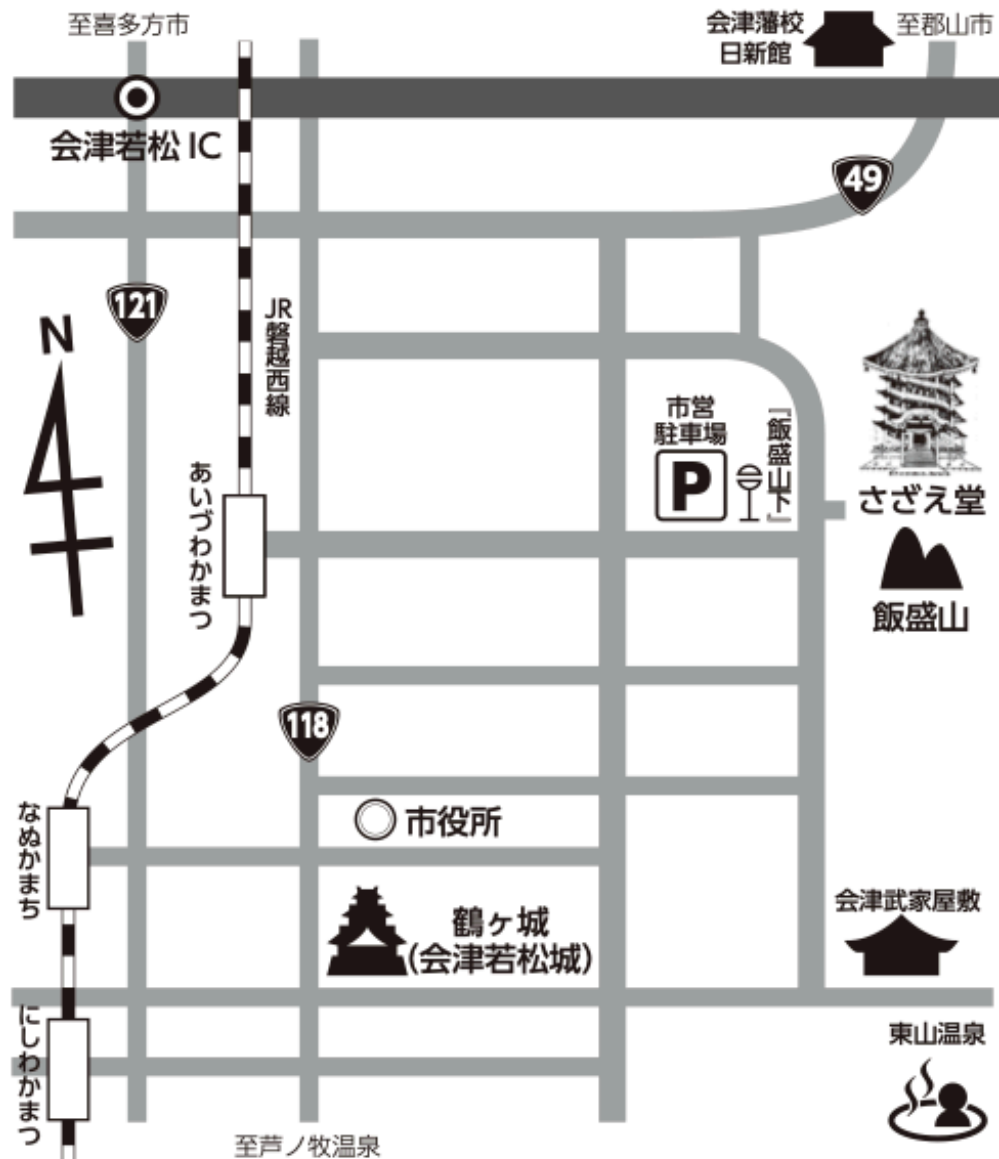 至喜多方市
会津藩校
日新館
至郡山市
会津若松 IC
49
121
N
JR磐越西線
市営
駐車場
P
『飯盛山下』
さざえ堂
飯盛山
あいづわかまつ
118
市役所
なぬかまち
鶴ヶ城
(会津若松城)
会津武家屋敷
にしわかまつ
東山温泉
至芦ノ牧温泉